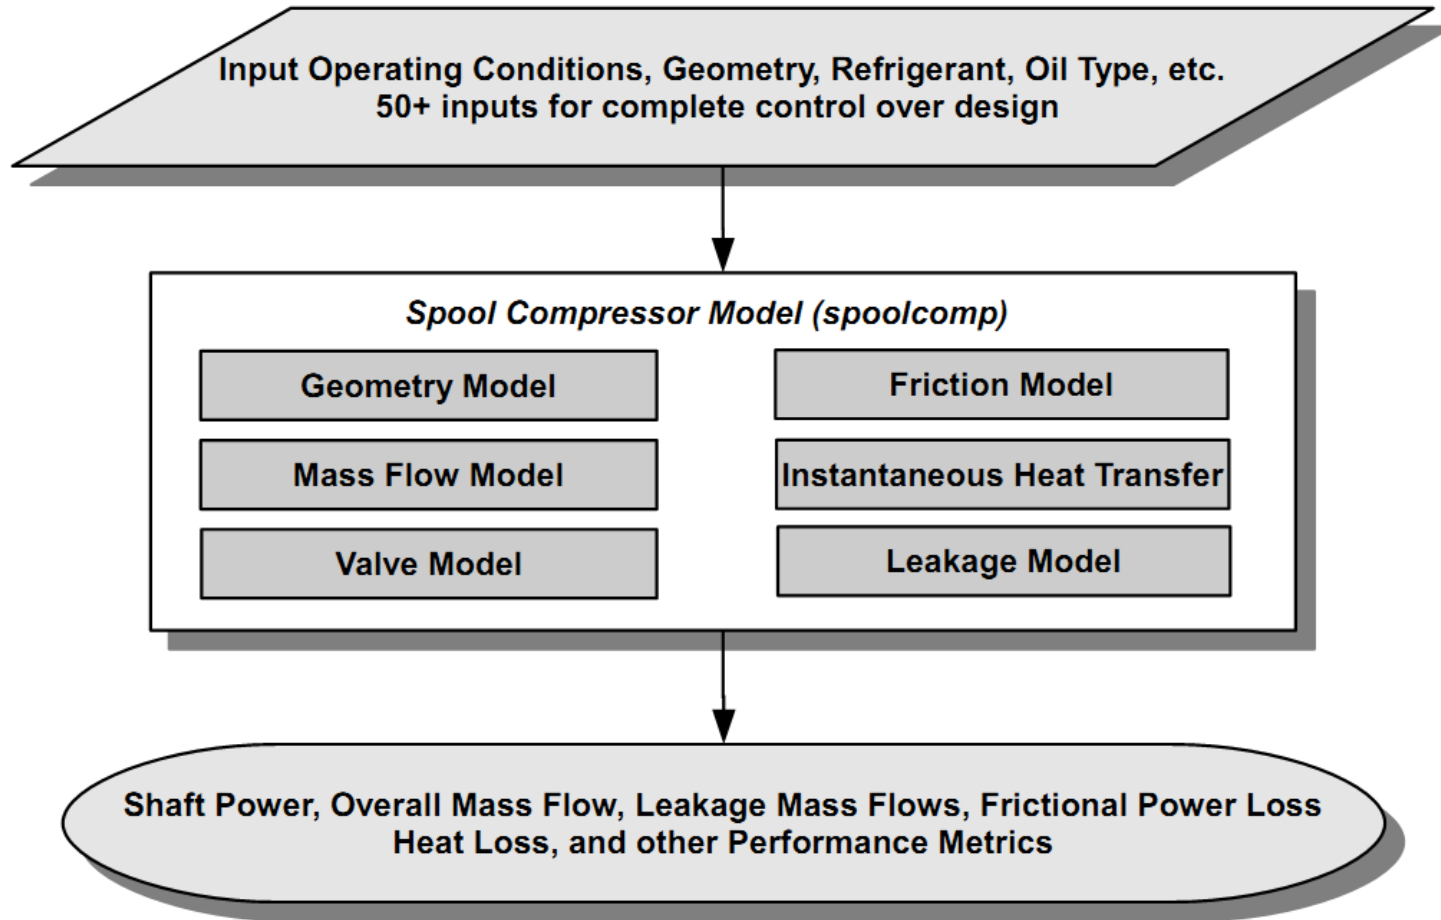 Input Operating Conditions, Geometry, Refrigerant, Oil Type, etc.
50+ inputs for complete control over design
Spool Compressor Model (spoolcomp)
Geometry Model
Mass Flow Model
Valve Model
Friction Model
Instantaneous Heat Transfer
Leakage Model
Shaft Power, Overall Mass Flow, Leakage Mass Flows, Frictional Power Loss
Heat Loss, and other Performance Metrics